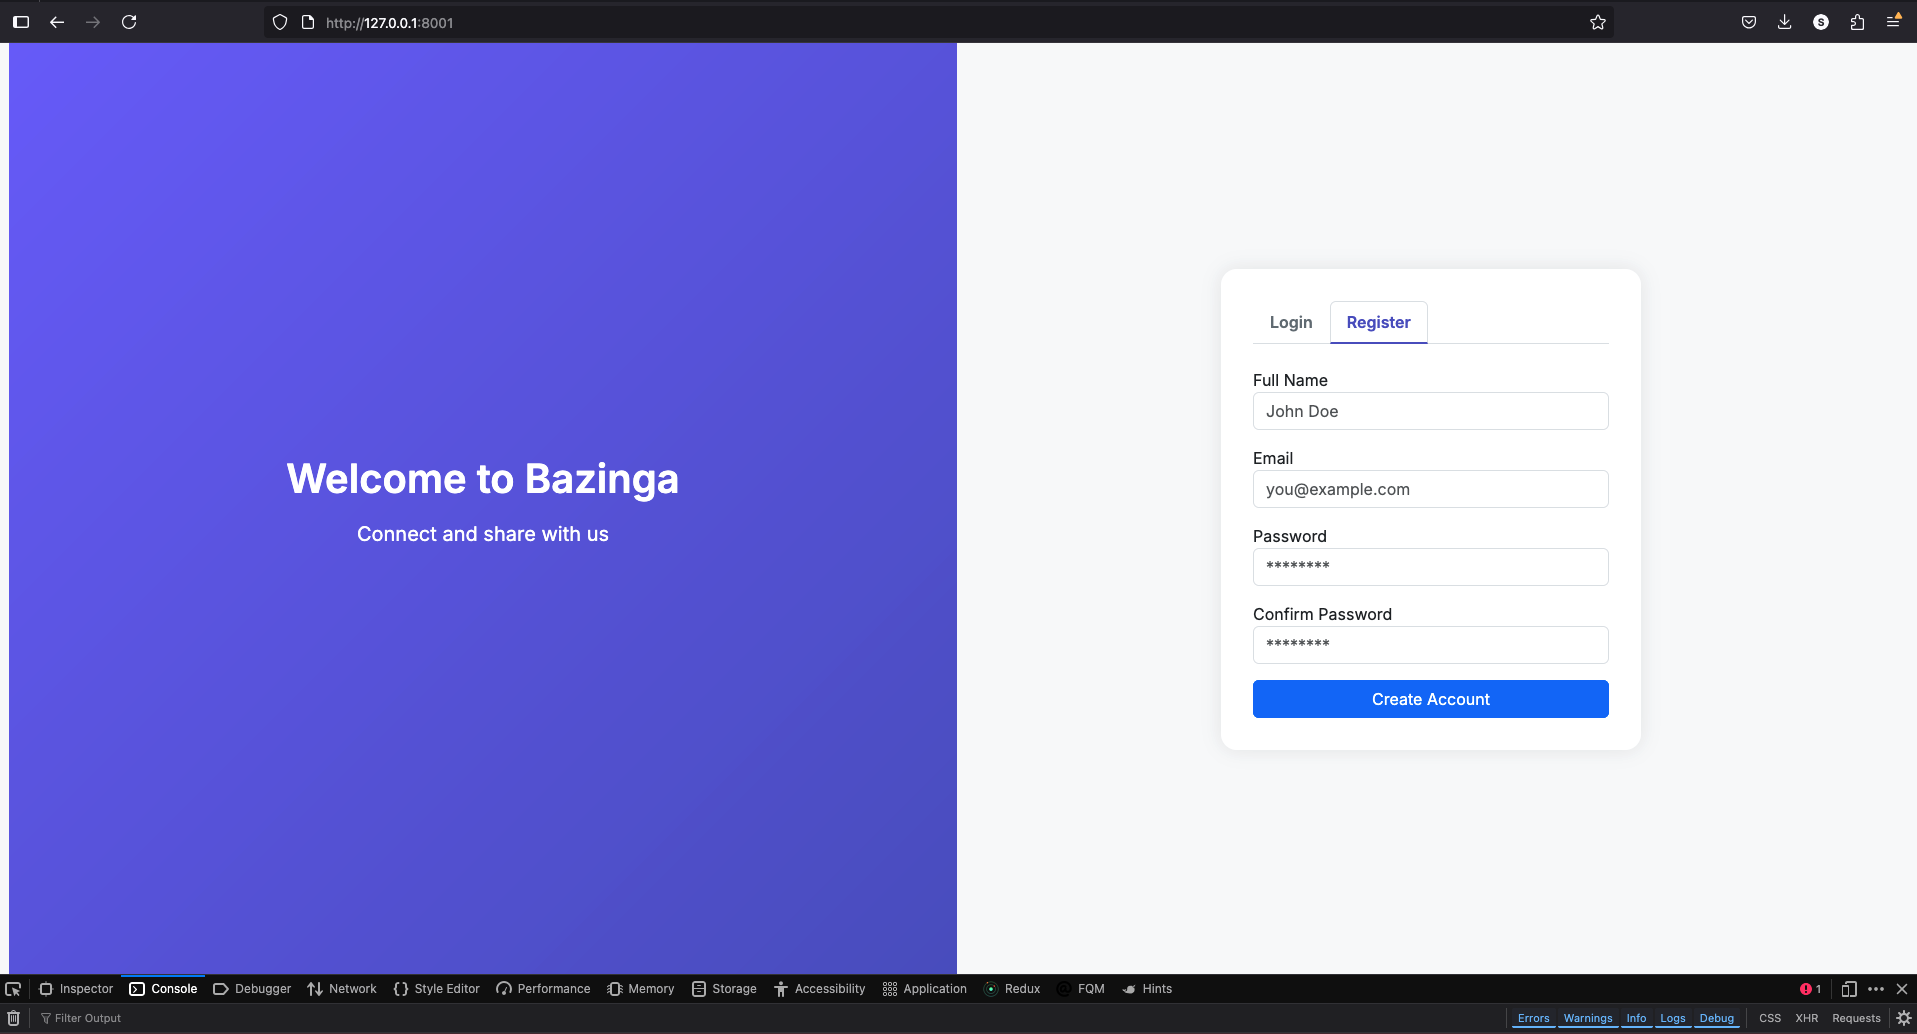 http://127.0.0.1:8001
S
Welcome to Bazinga
Connect and share with us
Login Register
Full Name
John Doe
Email
you@example.com
Password
********
Confirm Password
********
Create Account
Inspector Console Debugger Network Style Editor Performance Memory Storage Accessibility Application Redux FQM Hints 1
Filter Output Errors Warnings Info Logs Debug CSS XHR Requests